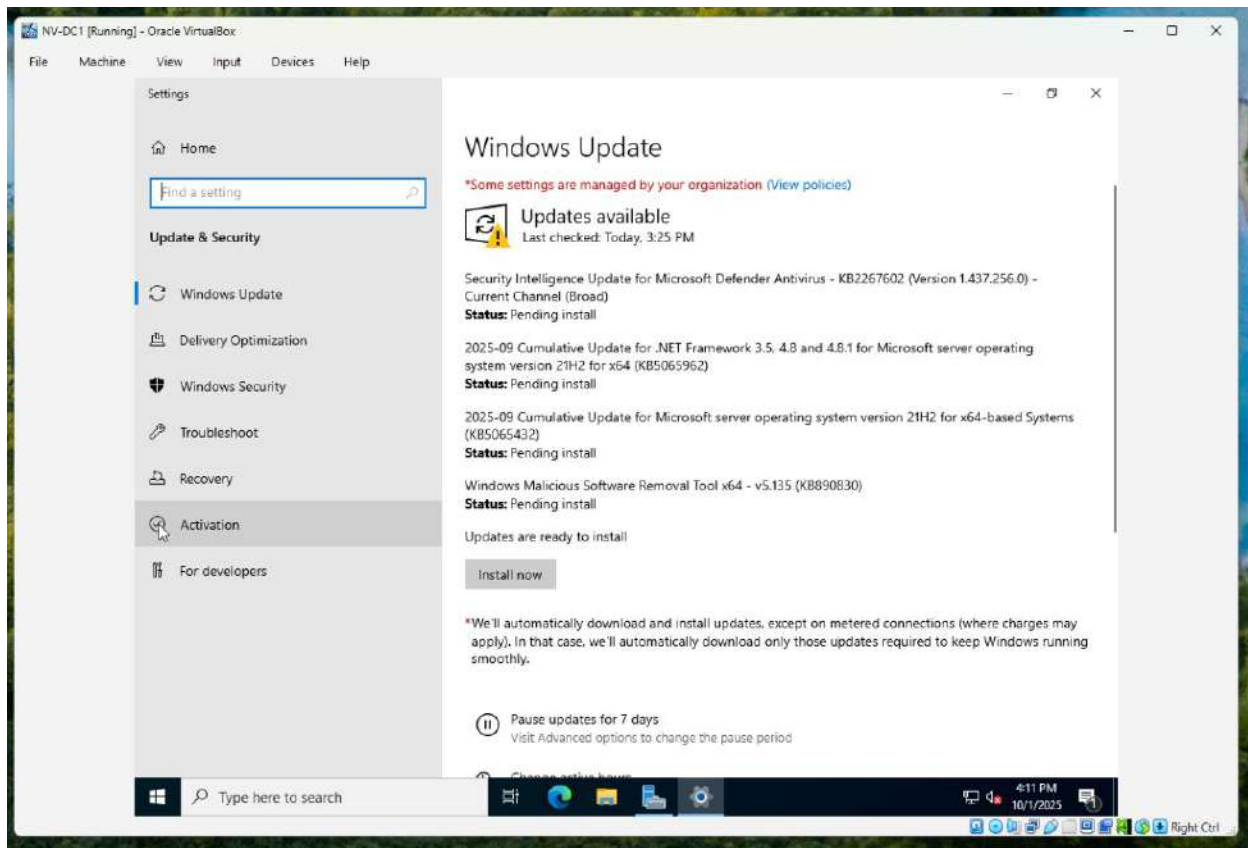 NV-DC1 [Running] - Oracle VirtualBox
File Machine View Input Devices Help
Settings
Home
Find a setting
Update & Security
Windows Update
Delivery Optimization
Windows Security
Troubleshoot
Recovery
Activation
For developers
Windows Update
*Some settings are managed by your organization (View policies)
Updates available
Last checked: Today, 3:25 PM
Security Intelligence Update for Microsoft Defender Antivirus - KB2267602 (Version 1.437.256.0) -
Current Channel (Broad)
Status: Pending install
2025-09 Cumulative Update for .NET Framework 3.5, 4.8 and 4.8.1 for Microsoft server operating
system version 21H2 for x64 (KB5065962)
Status: Pending install
2025-09 Cumulative Update for Microsoft server operating system version 21H2 for x64-based Systems
(KB5065432)
Status: Pending install
Windows Malicious Software Removal Tool x64 - v5.135 (KB890830)
Status: Pending install
Updates are ready to install
Install now
*We'll automatically download and install updates, except on metered connections (where charges may
apply). In that case, we'll automatically download only those updates required to keep Windows running
smoothly.
Pause updates for 7 days
Visit Advanced options to change the pause period
Change active hours
Type here to search
4:11 PM
10/1/2025
1
Right Ctrl